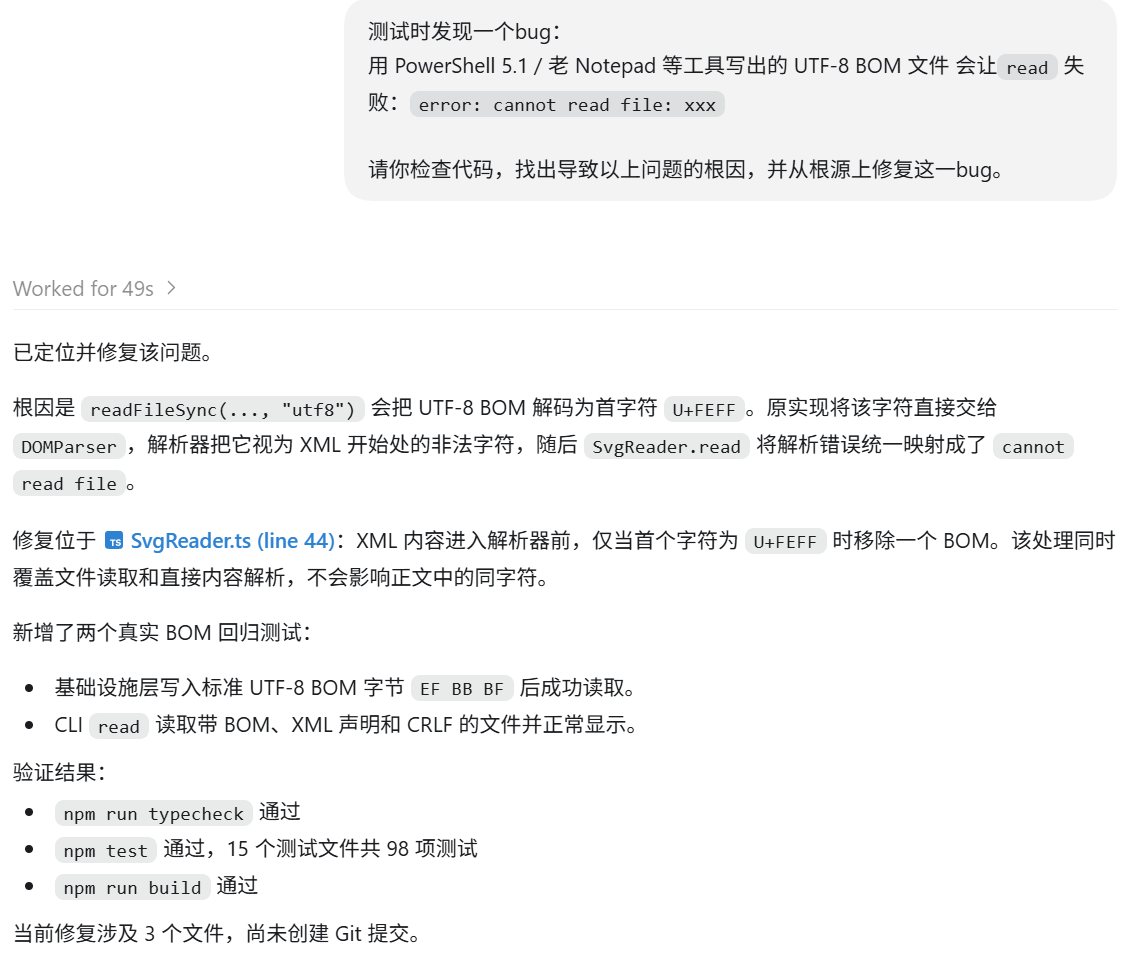 测试时发现一个bug：
用 PowerShell 5.1 / 老 Notepad 等工具写出的 UTF-8 BOM 文件 会让 read 失
败： error: cannot read file: xxx
请你检查代码，找出导致以上问题的根因，并从根源上修复这一bug。
Worked for 49s
已定位并修复该问题。
根因是 readFileSync(..., "utf8") 会把 UTF-8 BOM 解码为首字符 U+FEFF 。原实现将该字符直接交给
DOMParser ，解析器把它视为 XML 开始处的非法字符，随后 SvgReader.read 将解析错误统一映射成了 cannot
read file 。
修复位于 TS SvgReader.ts (line 44)：XML 内容进入解析器前，仅当首个字符为 U+FEFF 时移除一个 BOM。该处理同时
覆盖文件读取和直接内容解析，不会影响正文中的同字符。
新增了两个真实 BOM 回归测试：
• 基础设施层写入标准 UTF-8 BOM 字节 EF BB BF 后成功读取。
• CLI read 读取带 BOM、XML 声明和 CRLF 的文件并正常显示。
验证结果：
• npm run typecheck 通过
• npm test 通过，15 个测试文件共 98 项测试
• npm run build 通过
当前修复涉及 3 个文件，尚未创建 Git 提交。